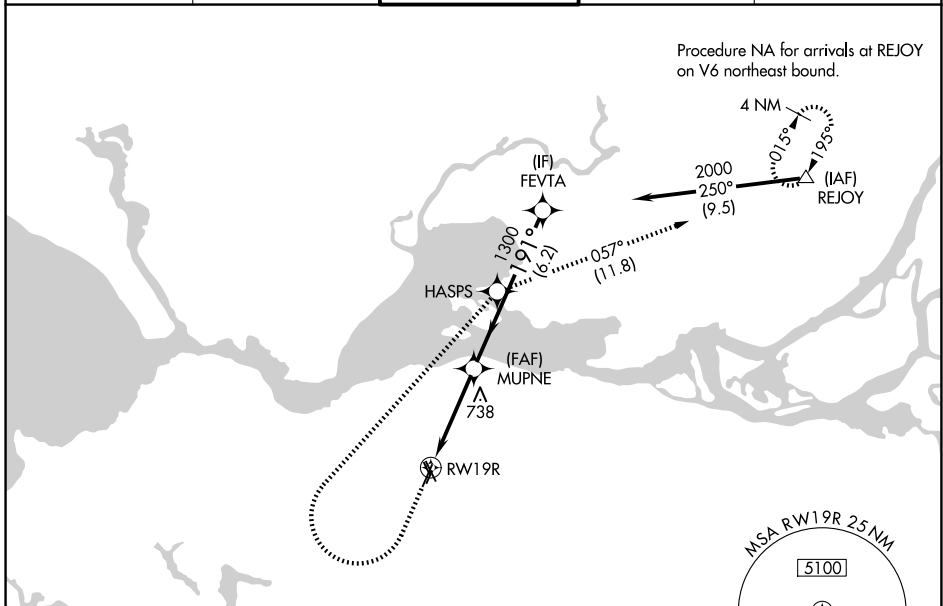 Procedure NA for arrivals at REJOY
on V6 northeast bound.
4 NM
015°
195°
(IAF)
REJOY
2000
250°
(9.5)
(IF)
FEVTA
1300
191°
(6.2)
057°
(11.8)
HASPS
(FAF)
MUPNE
738
RW19R
MSA RW19R 25 NM
5100